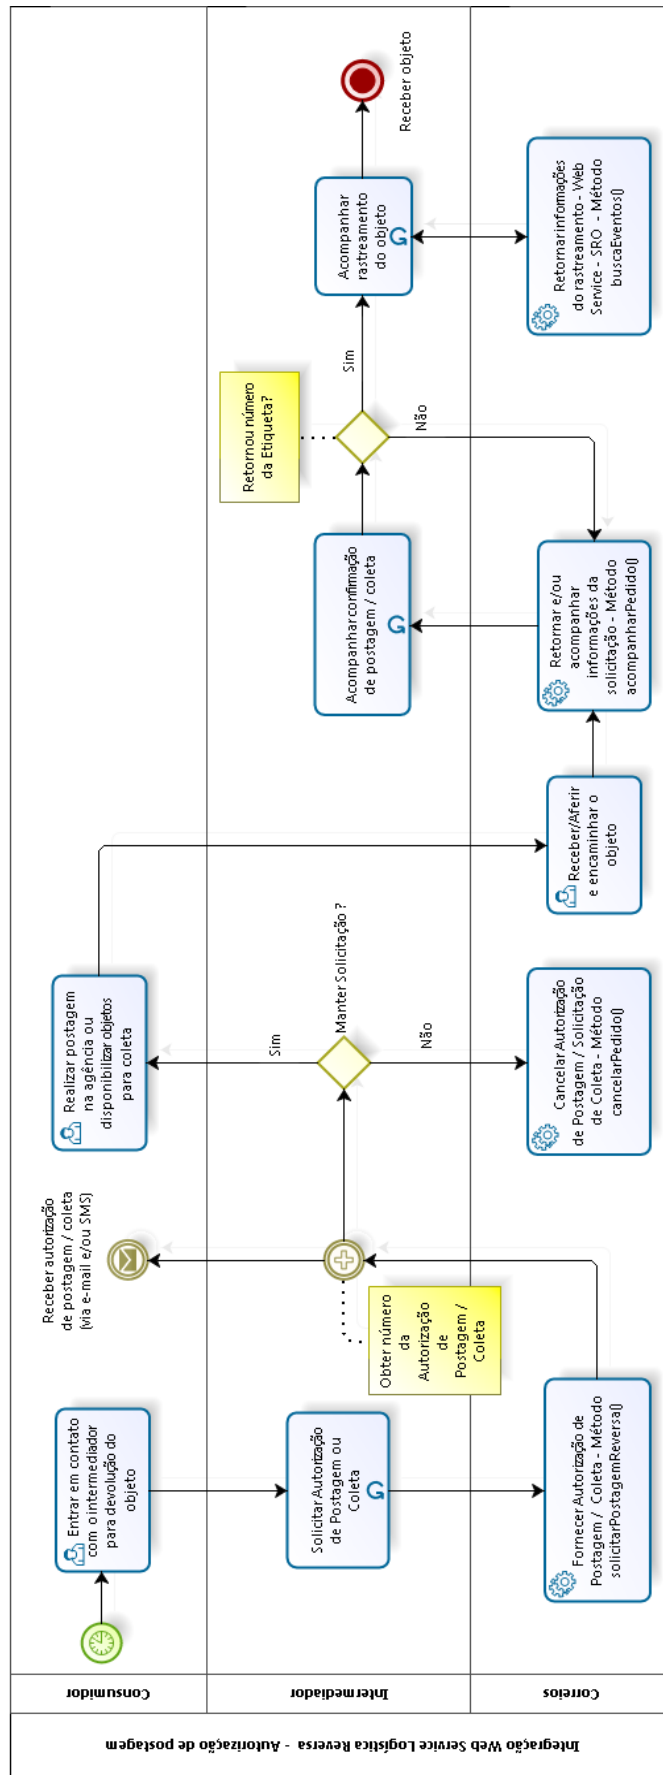 Integração Web Service Logística Reversa - Autorização de postagem
Consumidor
Entrar em contato
com o intermediador
para devolução do
objeto
Receber autorização
de postagem / coleta
(via e-mail e/ou SMS)
Realizar postagem
na agência ou
disponibilizar objetos
para coleta
Intermediador
Solicitar Autorização
de Postagem ou
Coleta
Obter número
da
Autorização
de
Postagem /
Coleta
Manter Solicitação ?
Sim
Não
Acompanhar confirmação
de postagem / coleta
Retornou número
da Etiqueta?
Sim
Não
Acompanhar
rastreamento
do objeto
Receber objeto
Correios
Fornecer Autorização de
Postagem / Coleta - Método
solicitarPostagemReversa()
Cancelar Autorização
de Postagem / Solicitação
de Coleta - Método
cancelarPedido()
Receber/Aferir
e encaminhar o
objeto
Retornar e/ou
acompanhar
informações da
solicitação - Método
acompanharPedido()
Retornar informações
do rastreamento - Web
Service - SRO - Método
buscaEventos()